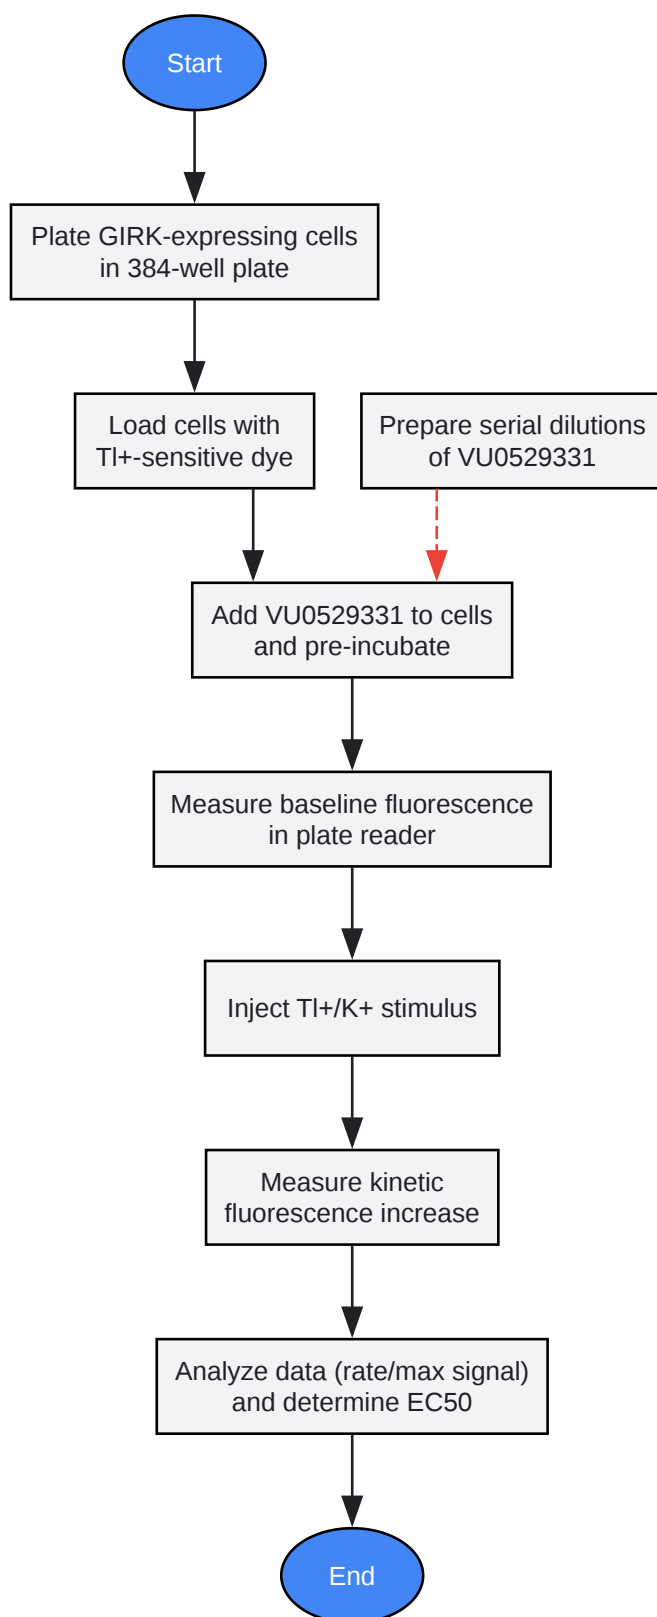 Start
Plate GIRK-expressing cells
in 384-well plate
Load cells with
Tl+-sensitive dye
Prepare serial dilutions
of VU0529331
Add VU0529331 to cells
and pre-incubate
Measure baseline fluorescence
in plate reader
Inject Tl+/K+ stimulus
Measure kinetic
fluorescence increase
Analyze data (rate/max signal)
and determine EC50
End